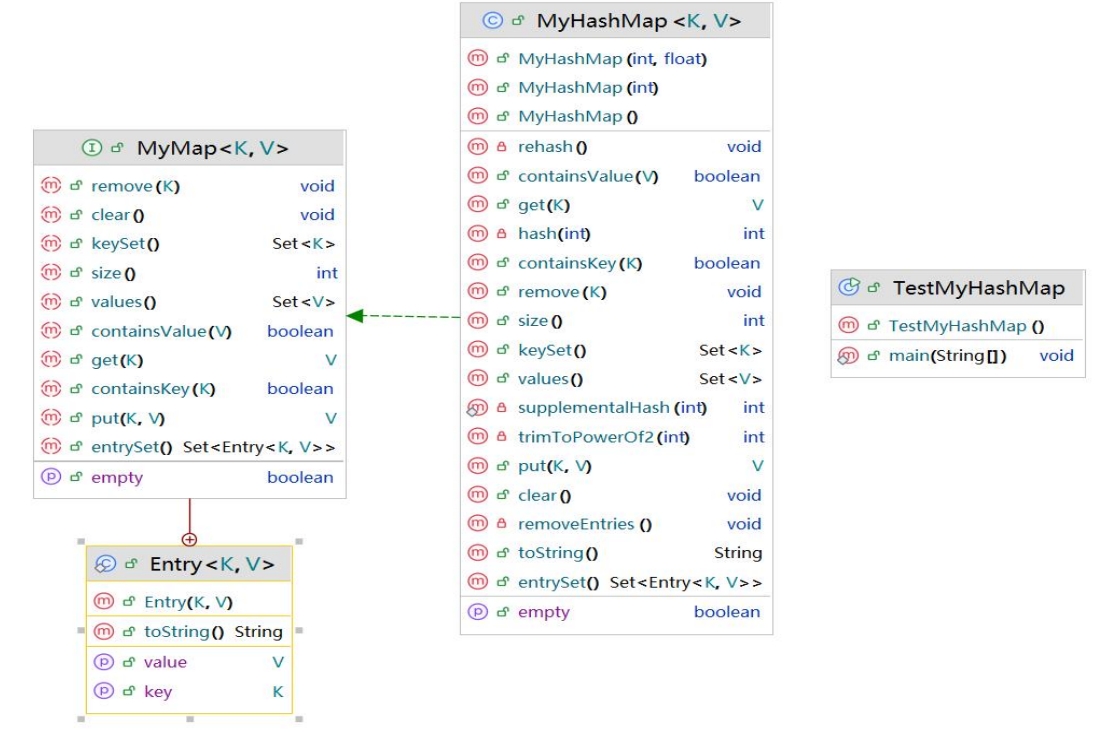 MyMap<K, V>
remove(K) void
clear() void
keySet() Set<K>
size() int
values() Set<V>
containsValue(V) boolean
get(K) V
containsKey(K) boolean
put(K, V) V
entrySet() Set<Entry<K, V>>
empty boolean
Entry<K, V>
Entry(K, V)
toString() String
value V
key K
MyHashMap<K, V>
MyHashMap(int, float)
MyHashMap(int)
MyHashMap()
rehash() void
containsValue(V) boolean
get(K) V
hash(int) int
containsKey(K) boolean
remove(K) void
size() int
keySet() Set<K>
values() Set<V>
supplementalHash(int) int
trimToPowerOf2(int) int
put(K, V) V
clear() void
removeEntries() void
toString() String
entrySet() Set<Entry<K, V>>
empty boolean
TestMyHashMap
TestMyHashMap()
main(String[]) void